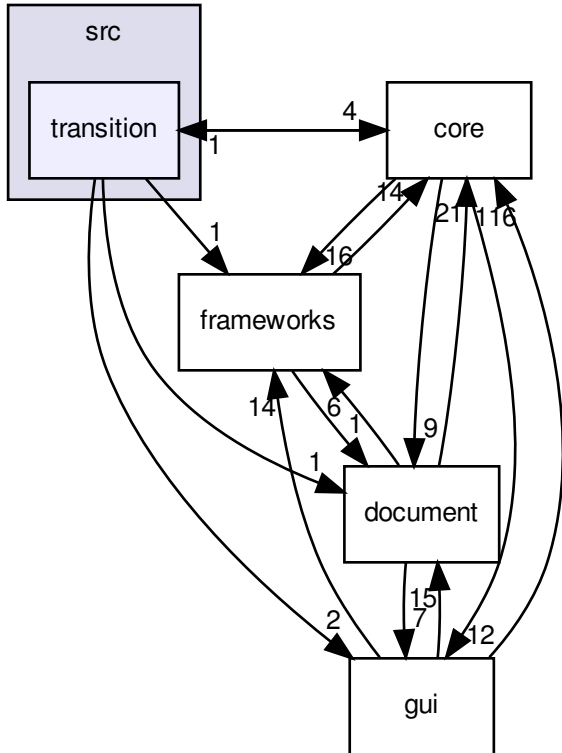 src
transition
4
1
core
14
21
116
1
16
frameworks
14
6
1
9
1
document
15
7
2
12
gui